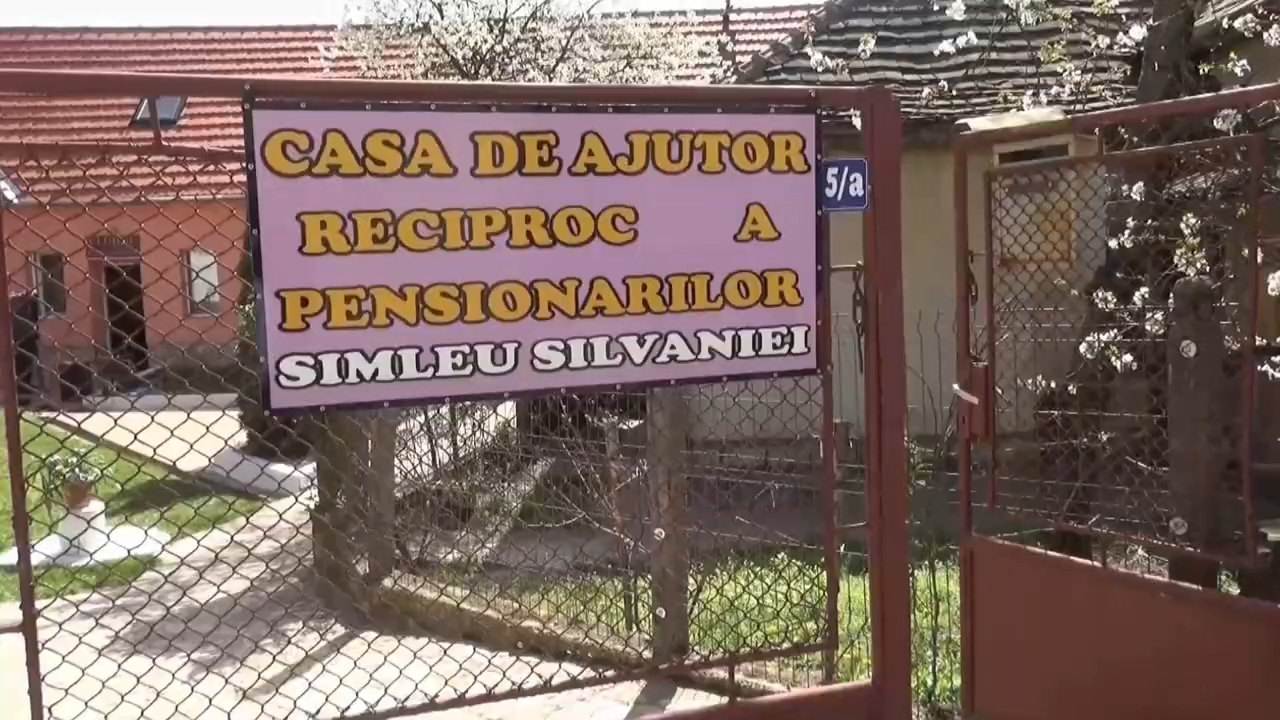 CASA DE AJUTOR
RECIPROC A
PENSIONARILOR
SIMLEU SILVANIEI
5/a